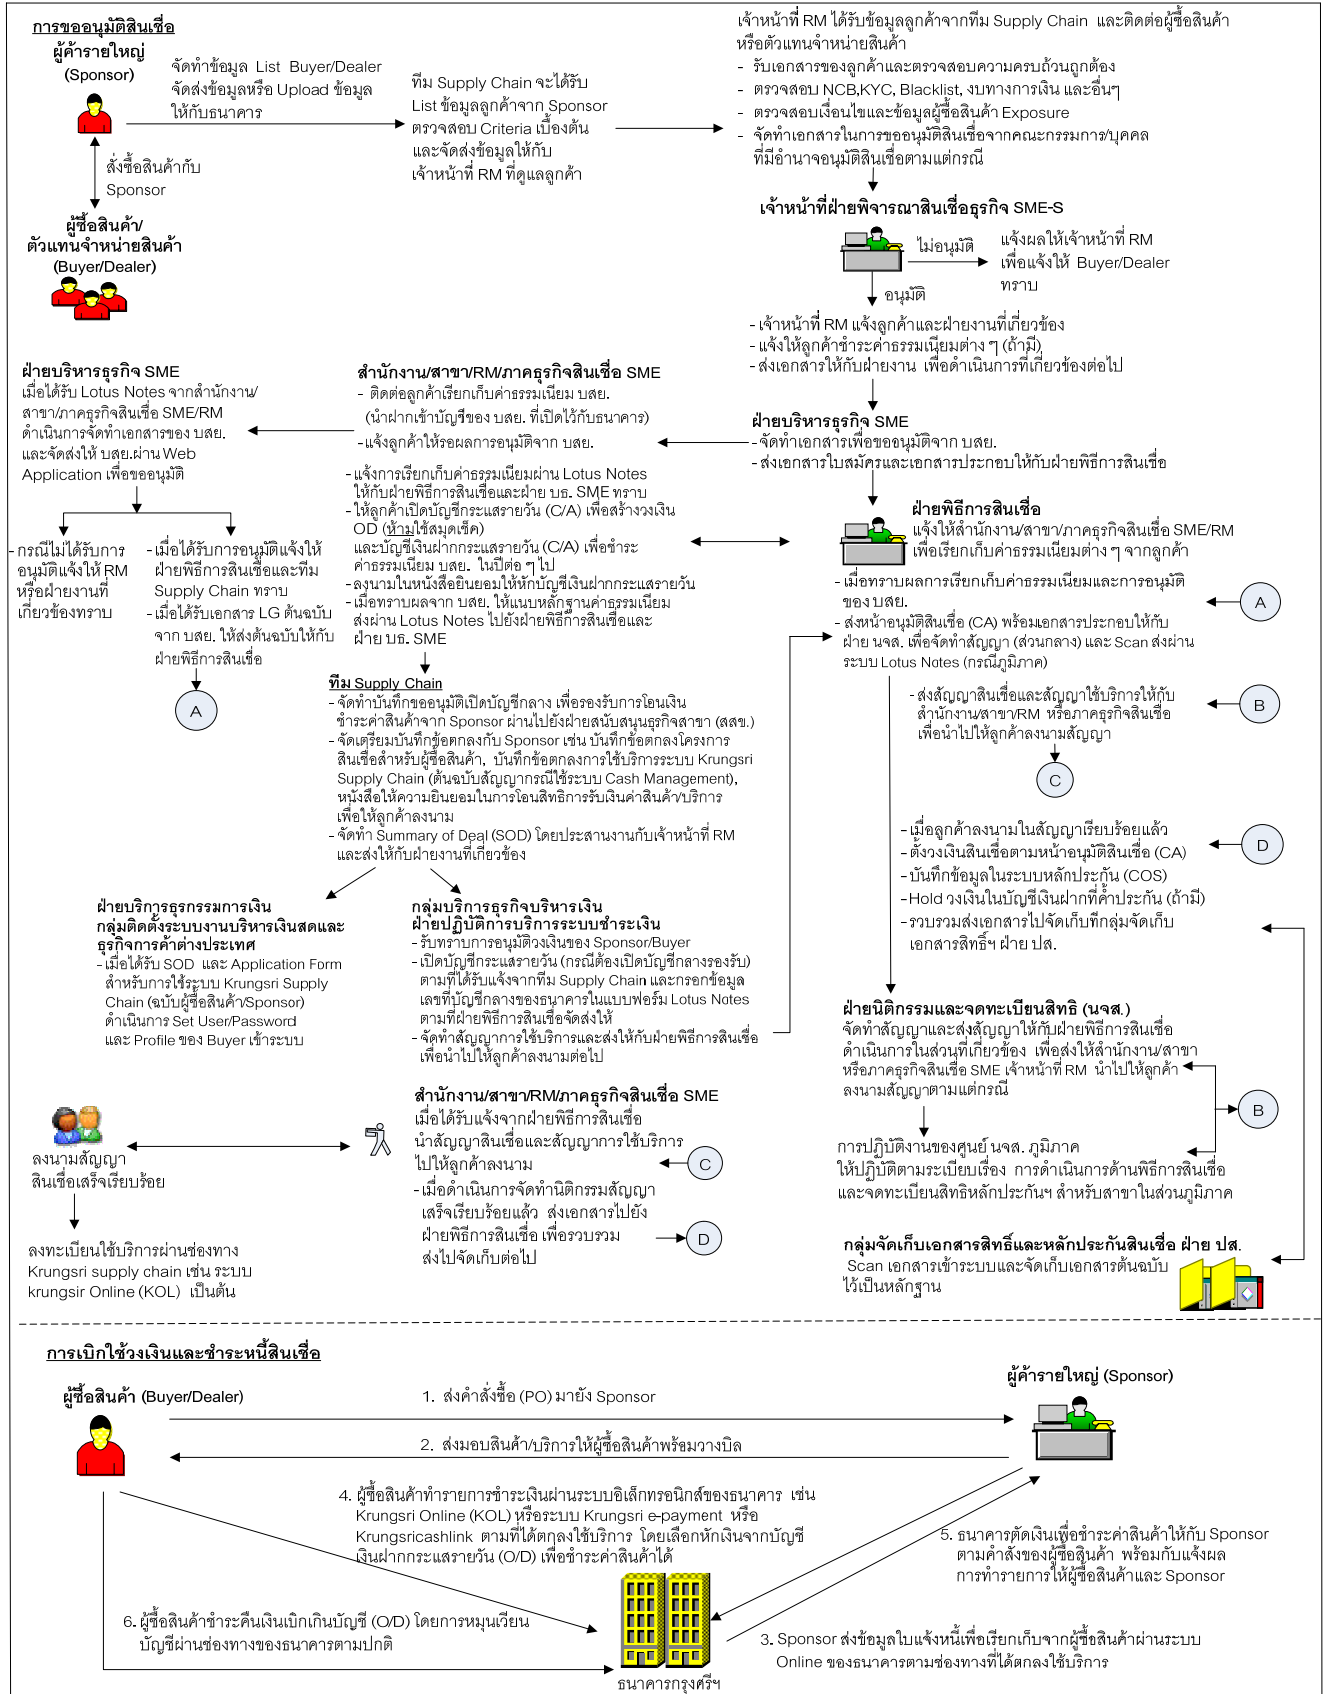 การขออนุมัติสินเชื่อ
ผู้ค้ารายใหญ่
(Sponsor)
จัดทำข้อมูล List Buyer/Dealer
จัดส่งข้อมูลหรือ Upload ข้อมูล
ให้กับธนาคาร
ทีม Supply Chain จะได้รับ
List ข้อมูลลูกค้าจาก Sponsor
ตรวจสอบ Criteria เบื้องต้น
และจัดส่งข้อมูลให้กับ
เจ้าหน้าที่ RM ที่ดูแลลูกค้า
เจ้าหน้าที่ RM ได้รับข้อมูลลูกค้าจากทีม Supply Chain และติดต่อผู้ซื้อสินค้า
หรือตัวแทนจำหน่ายสินค้า
- รับเอกสารของลูกค้าและตรวจสอบความครบถ้วนถูกต้อง
- ตรวจสอบ NCB,KYC, Blacklist, งบทางการเงิน และอื่นๆ
- ตรวจสอบเงื่อนไขและข้อมูลผู้ซื้อสินค้า Exposure
- จัดทำเอกสารในการขออนุมัติสินเชื่อจากคณะกรรมการ/บุคคล
ที่มีอำนาจอนุมัติสินเชื่อตามแต่กรณี
สั่งซื้อสินค้ากับ
Sponsor
ผู้ซื้อสินค้า/
ตัวแทนจำหน่ายสินค้า
(Buyer/Dealer)
เจ้าหน้าที่ฝ่ายพิจารณาสินเชื่อธุรกิจ SME-S
ไม่อนุมัติ
แจ้งผลให้เจ้าหน้าที่ RM
เพื่อแจ้งให้ Buyer/Dealer
ทราบ
อนุมัติ
- เจ้าหน้าที่ RM แจ้งลูกค้าและฝ่ายงานที่เกี่ยวข้อง
- แจ้งให้ลูกค้าชำระค่าธรรมเนียมต่าง ๆ (ถ้ามี)
- ส่งเอกสารให้กับฝ่ายงาน เพื่อดำเนินการที่เกี่ยวข้องต่อไป
ฝ่ายบริหารธุรกิจ SME
- จัดทำเอกสารเพื่อขออนุมัติจาก บสย.
- ส่งเอกสารใบสมัครและเอกสารประกอบให้กับฝ่ายพิธีการสินเชื่อ
สำนักงาน/สาขา/RM/ภาคธุรกิจสินเชื่อ SME
- ติดต่อลูกค้าเรียกเก็บค่าธรรมเนียม บสย.
(นำฝากเข้าบัญชีของ บสย. ที่เปิดไว้กับธนาคาร)
- แจ้งลูกค้าให้รอผลการอนุมัติจาก บสย.
- แจ้งการเรียกเก็บค่าธรรมเนียมผ่าน Lotus Notes
ให้กับฝ่ายพิธีการสินเชื่อและฝ่าย บธ. SME ทราบ
- ให้ลูกค้าเปิดบัญชีกระแสรายวัน (C/A) เพื่อสร้างวงเงิน
OD (ห้ามใช้สมุดเช็ค)
และบัญชีเงินฝากกระแสรายวัน (C/A) เพื่อชำระ
ค่าธรรมเนียม บสย. ในปีต่อ ๆ ไป
- ลงนามในหนังสือยินยอมให้หักบัญชีเงินฝากกระแสรายวัน
- เมื่อทราบผลจาก บสย. ให้แนบหลักฐานค่าธรรมเนียม
ส่งผ่าน Lotus Notes ไปยังฝ่ายพิธีการสินเชื่อและ
ฝ่าย บธ. SME
ฝ่ายบริหารธุรกิจ SME
เมื่อได้รับ Lotus Notes จากสำนักงาน/
สาขา/ภาคธุรกิจสินเชื่อ SME/RM
ดำเนินการจัดทำเอกสารของ บสย.
และจัดส่งให้ บสย.ผ่าน Web
Application เพื่อขออนุมัติ
- กรณีไม่ได้รับการ
อนุมัติแจ้งให้ RM
หรือฝ่ายงานที่
เกี่ยวข้องทราบ
- เมื่อได้รับการอนุมัติแจ้งให้
ฝ่ายพิธีการสินเชื่อและทีม
Supply Chain ทราบ
- เมื่อได้รับเอกสาร LG ต้นฉบับ
จาก บสย. ให้ส่งต้นฉบับให้กับ
ฝ่ายพิธีการสินเชื่อ
A
ฝ่ายพิธีการสินเชื่อ
แจ้งให้สำนักงาน/สาขา/ภาคธุรกิจสินเชื่อ SME/RM
เพื่อเรียกเก็บค่าธรรมเนียมต่าง ๆ จากลูกค้า
- เมื่อทราบผลการเรียกเก็บค่าธรรมเนียมและการอนุมัติ
ของ บสย.
A
- ส่งหน้าอนุมัติสินเชื่อ (CA) พร้อมเอกสารประกอบให้กับ
ฝ่าย นจส. เพื่อจัดทำสัญญา (ส่วนกลาง) และ Scan ส่งผ่าน
ระบบ Lotus Notes (กรณีภูมิภาค)
- ส่งสัญญาสินเชื่อและสัญญาใช้บริการให้กับ
สำนักงาน/สาขา/RM หรือภาคธุรกิจสินเชื่อ
เพื่อนำไปให้ลูกค้าลงนามสัญญา
B
C
- เมื่อลูกค้าลงนามในสัญญาเรียบร้อยแล้ว
- ตั้งวงเงินสินเชื่อตามหน้าอนุมัติสินเชื่อ (CA)
- บันทึกข้อมูลในระบบหลักประกัน (COS)
- Hold วงเงินในบัญชีเงินฝากที่ค้ำประกัน (ถ้ามี)
- รวบรวมส่งเอกสารไปจัดเก็บที่กลุ่มจัดเก็บ
เอกสารสิทธิ์ฯ ฝ่าย ปส.
D
ทีม Supply Chain
- จัดทำบันทึกขออนุมัติเปิดบัญชีกลาง เพื่อรองรับการโอนเงิน
ชำระค่าสินค้าจาก Sponsor ผ่านไปยังฝ่ายสนับสนุนธุรกิจสาขา (สสข.)
- จัดเตรียมบันทึกข้อตกลงกับ Sponsor เช่น บันทึกข้อตกลงโครงการ
สินเชื่อสำหรับผู้ซื้อสินค้า, บันทึกข้อตกลงการใช้บริการระบบ Krungsri
Supply Chain (ต้นฉบับสัญญากรณีใช้ระบบ Cash Management),
หนังสือให้ความยินยอมในการโอนสิทธิการรับเงินค่าสินค้า/บริการ
เพื่อให้ลูกค้าลงนาม
- จัดทำ Summary of Deal (SOD) โดยประสานงานกับเจ้าหน้าที่ RM
และส่งให้กับฝ่ายงานที่เกี่ยวข้อง
ฝ่ายบริการธุรกรรมการเงิน
กลุ่มติดตั้งระบบงานบริหารเงินสดและ
ธุรกิจการค้าต่างประเทศ
- เมื่อได้รับ SOD และ Application Form
สำหรับการใช้ระบบ Krungsri Supply
Chain (ฉบับผู้ซื้อสินค้า/Sponsor)
ดำเนินการ Set User/Password
และ Profile ของ Buyer เข้าระบบ
กลุ่มบริการธุรกิจบริหารเงิน
ฝ่ายปฏิบัติการบริการระบบชำระเงิน
- รับทราบการอนุมัติวงเงินของ Sponsor/Buyer
- เปิดบัญชีกระแสรายวัน (กรณีต้องเปิดบัญชีกลางรองรับ)
ตามที่ได้รับแจ้งจากทีม Supply Chain และกรอกข้อมูล
เลขที่บัญชีกลางของธนาคารในแบบฟอร์ม Lotus Notes
ตามที่ฝ่ายพิธีการสินเชื่อจัดส่งให้
- จัดทำสัญญาการใช้บริการและส่งให้กับฝ่ายพิธีการสินเชื่อ
เพื่อนำไปให้ลูกค้าลงนามต่อไป
ฝ่ายนิติกรรมและจดทะเบียนสิทธิ (นจส.)
จัดทำสัญญาและส่งสัญญาให้กับฝ่ายพิธีการสินเชื่อ
ดำเนินการในส่วนที่เกี่ยวข้อง เพื่อส่งให้สำนักงาน/สาขา
หรือภาคธุรกิจสินเชื่อ SME เจ้าหน้าที่ RM นำไปให้ลูกค้า
ลงนามสัญญาตามแต่กรณี
B
การปฏิบัติงานของศูนย์ นจส. ภูมิภาค
ให้ปฏิบัติตามระเบียบเรื่อง การดำเนินการด้านพิธีการสินเชื่อ
และจดทะเบียนสิทธิหลักประกันฯ สำหรับสาขาในส่วนภูมิภาค
สำนักงาน/สาขา/RM/ภาคธุรกิจสินเชื่อ SME
เมื่อได้รับแจ้งจากฝ่ายพิธีการสินเชื่อ
นำสัญญาสินเชื่อและสัญญาการใช้บริการ
ไปให้ลูกค้าลงนาม
C
- เมื่อดำเนินการจัดทำนิติกรรมสัญญา
เสร็จเรียบร้อยแล้ว ส่งเอกสารไปยัง
ฝ่ายพิธีการสินเชื่อ เพื่อรวบรวม
ส่งไปจัดเก็บต่อไป
D
ลงนามสัญญา
สินเชื่อเสร็จเรียบร้อย
ลงทะเบียนใช้บริการผ่านช่องทาง
Krungsri supply chain เช่น ระบบ
krungsir Online (KOL) เป็นต้น
กลุ่มจัดเก็บเอกสารสิทธิ์และหลักประกันสินเชื่อ ฝ่าย ปส.
Scan เอกสารเข้าระบบและจัดเก็บเอกสารต้นฉบับ
ไว้เป็นหลักฐาน
การเบิกใช้วงเงินและชำระหนี้สินเชื่อ
ผู้ซื้อสินค้า (Buyer/Dealer)
ผู้ค้ารายใหญ่ (Sponsor)
1. ส่งคำสั่งซื้อ (PO) มายัง Sponsor
2. ส่งมอบสินค้า/บริการให้ผู้ซื้อสินค้าพร้อมวางบิล
4. ผู้ซื้อสินค้าทำรายการชำระเงินผ่านระบบอิเล็กทรอนิกส์ของธนาคาร เช่น
Krungsri Online (KOL) หรือระบบ Krungsri e-payment หรือ
Krungsricashlink ตามที่ได้ตกลงใช้บริการ โดยเลือกหักเงินจากบัญชี
เงินฝากกระแสรายวัน (O/D) เพื่อชำระค่าสินค้าได้
5. ธนาคารตัดเงินเพื่อชำระค่าสินค้าให้กับ Sponsor
ตามคำสั่งของผู้ซื้อสินค้า พร้อมกับแจ้งผล
การทำรายการให้ผู้ซื้อสินค้าและ Sponsor
6. ผู้ซื้อสินค้าชำระคืนเงินเบิกเกินบัญชี (O/D) โดยการหมุนเวียน
บัญชีผ่านช่องทางของธนาคารตามปกติ
3. Sponsor ส่งข้อมูลใบแจ้งหนี้เพื่อเรียกเก็บจากผู้ซื้อสินค้าผ่านระบบ
Online ของธนาคารตามช่องทางที่ได้ตกลงใช้บริการ
ธนาคารกรุงศรีฯ